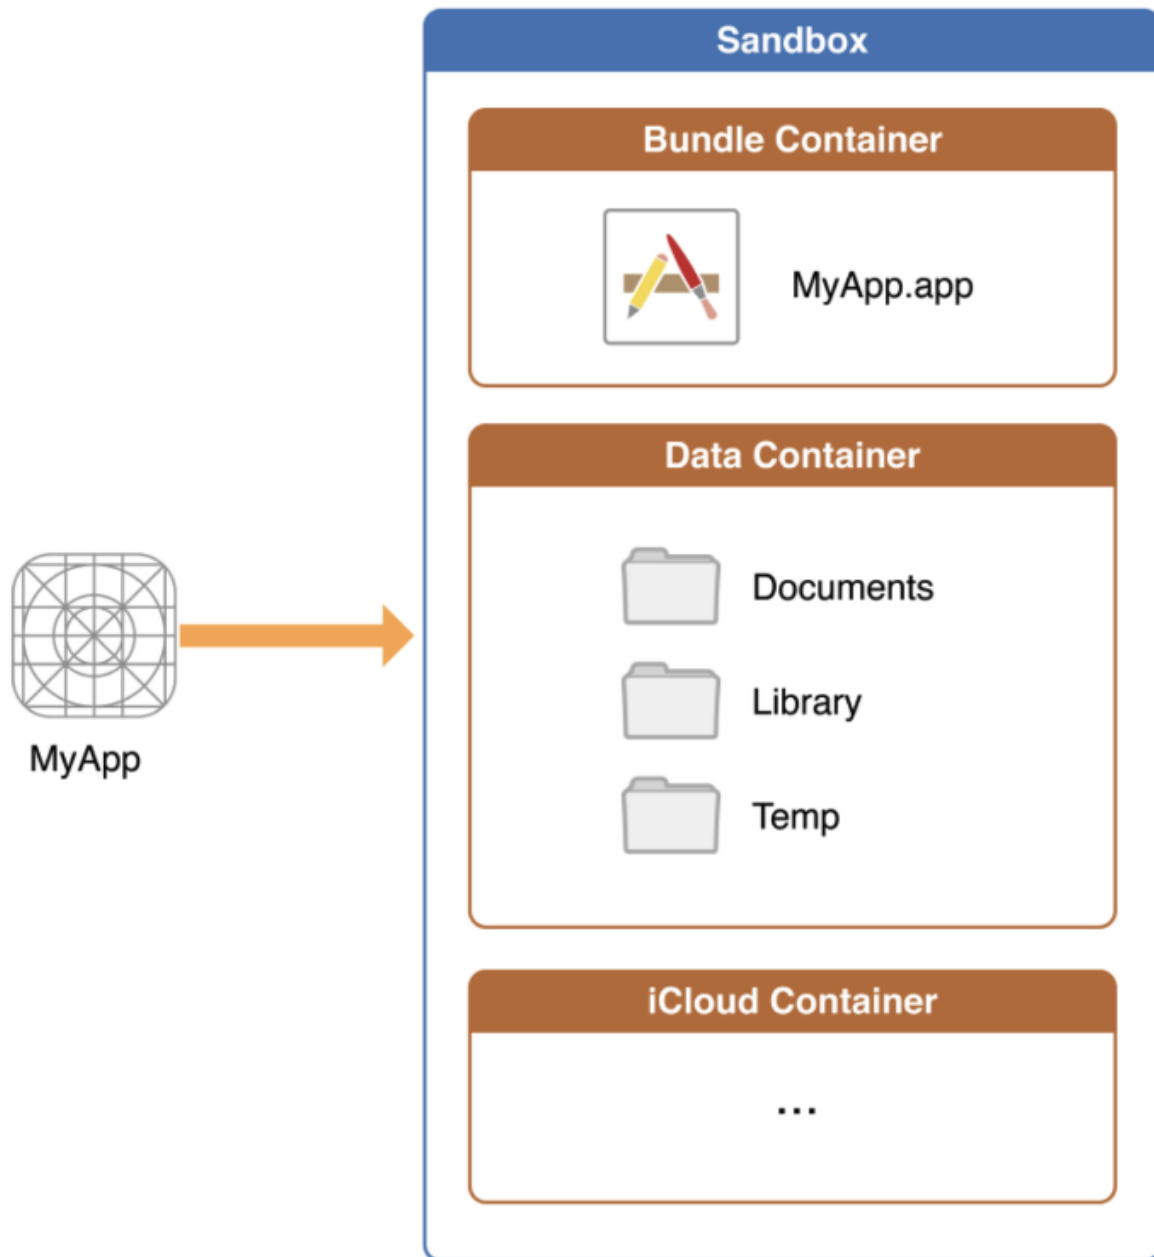 Sandbox
Bundle Container
MyApp.app
Data Container
Documents
Library
Temp
MyApp
iCloud Container
...